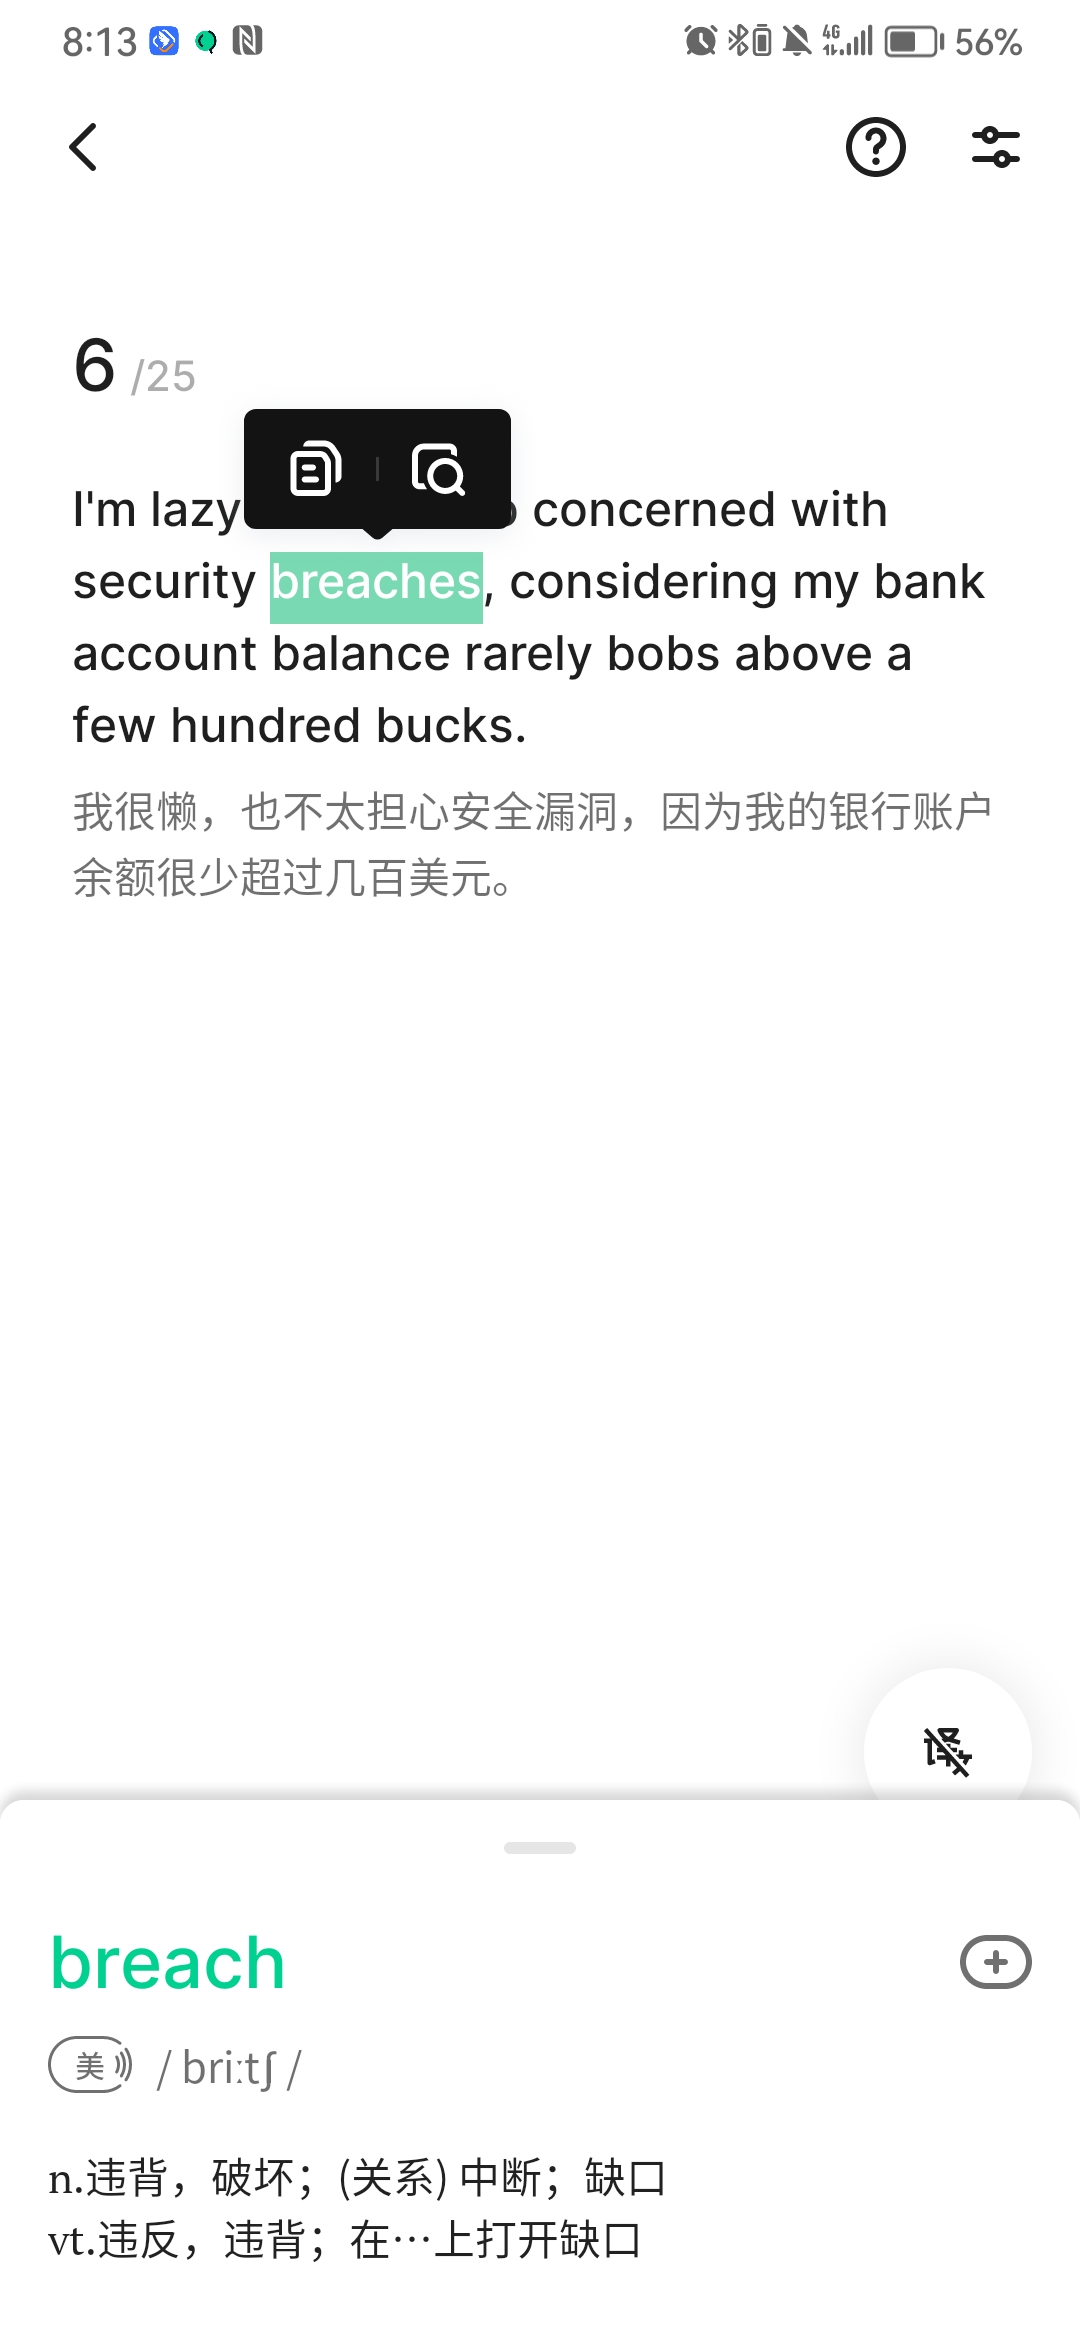 8:13
4G
56%
6 /25
I'm lazy concerned with
security breaches, considering my bank
account balance rarely bobs above a
few hundred bucks.
我很懒，也不太担心安全漏洞，因为我的银行账户
余额很少超过几百美元。
breach
美 / briːtʃ /
n.违背，破坏；(关系) 中断；缺口
vt.违反，违背；在…上打开缺口